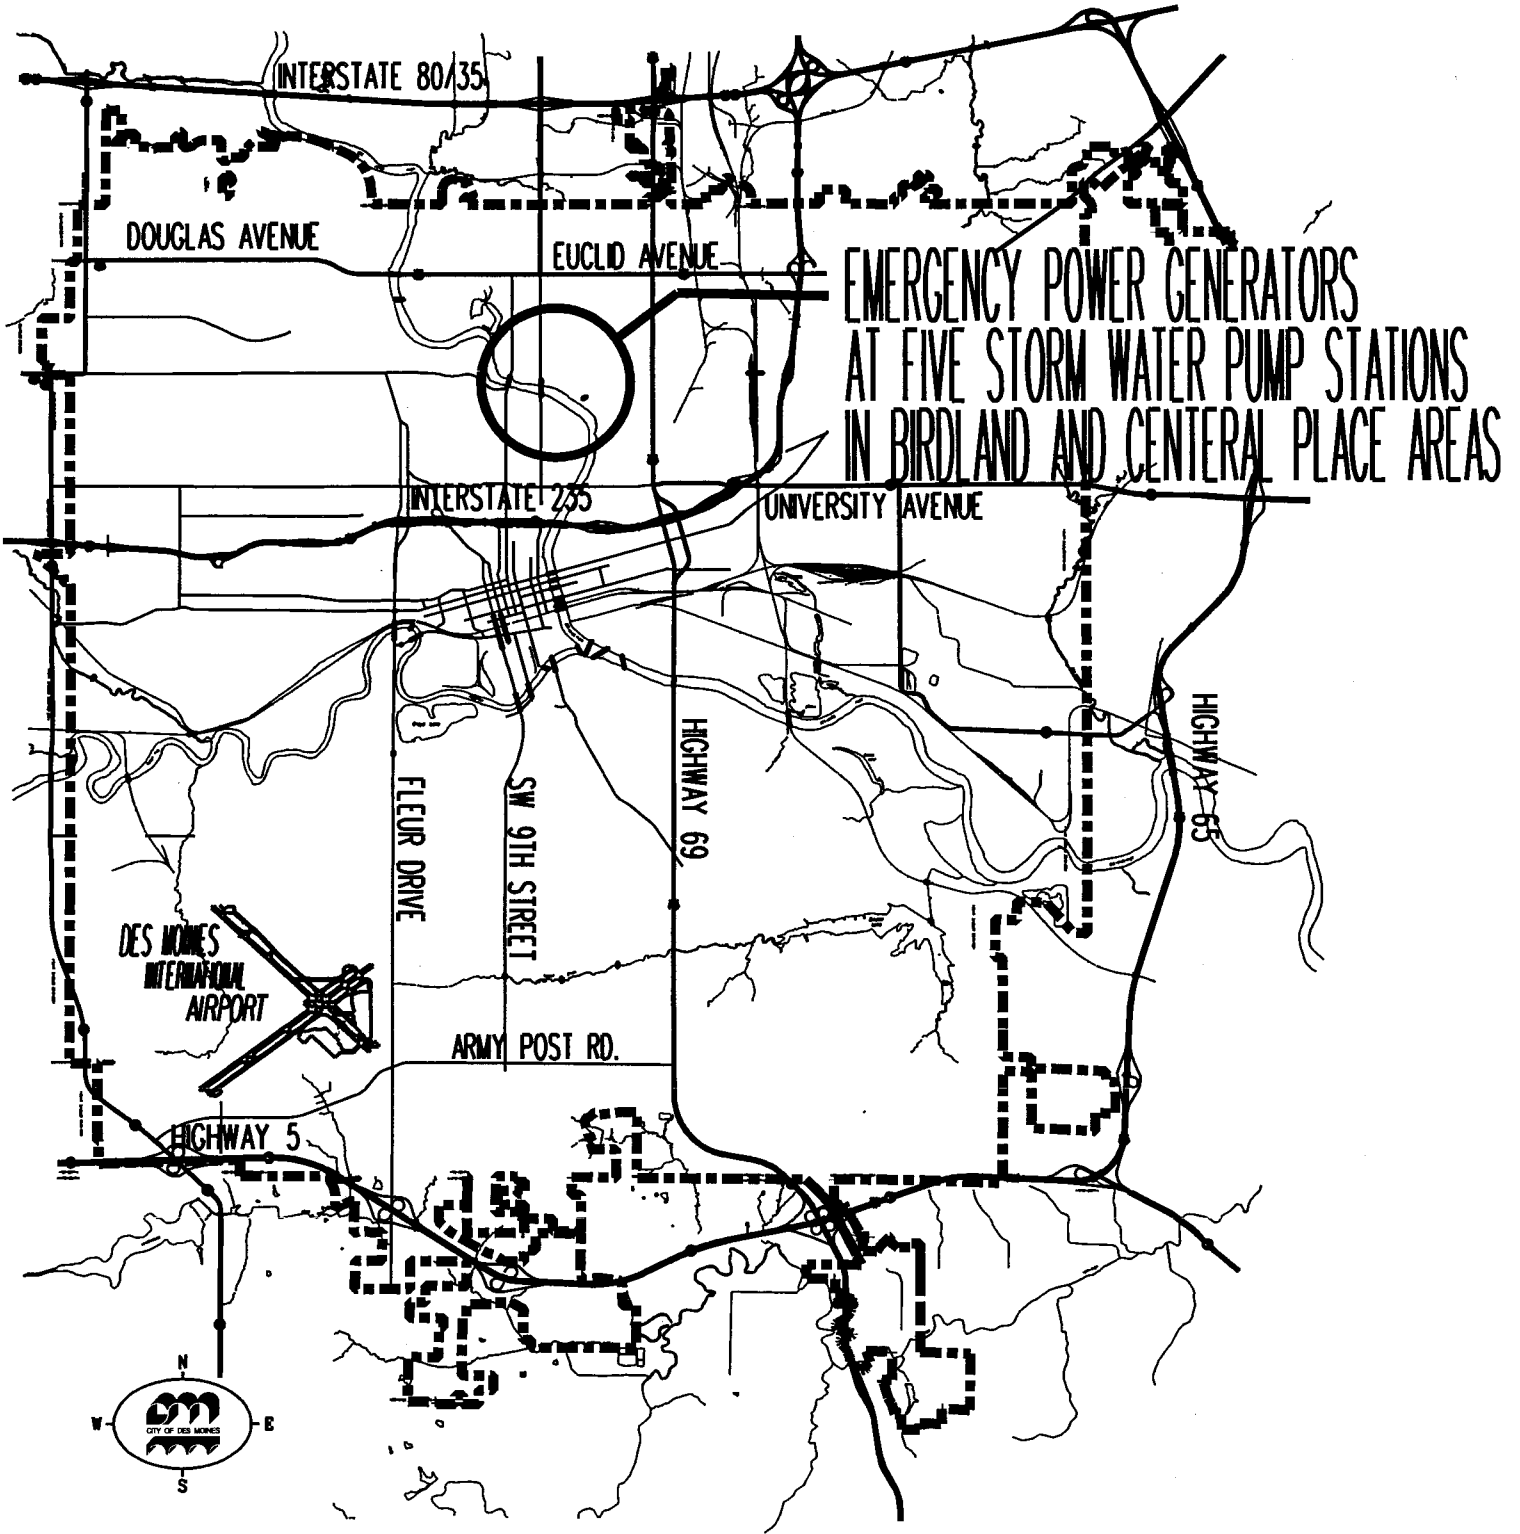 INTERSTATE 80/35
DOUGLAS AVENUE
EUCLID AVENUE
EMERGENCY POWER GENERATORS
AT FIVE STORM WATER PUMP STATIONS
IN BIRDLAND AND CENTERAL PLACE AREAS
INTERSTATE 235
UNIVERSITY AVENUE
HIGHWAY 69
HIGHWAY 65
FLEUR DRIVE
SW 9TH STREET
DES MOINES
INTERNATIONAL
AIRPORT
ARMY POST RD.
HIGHWAY 5
N
W
E
CITY OF DES MOINES
S